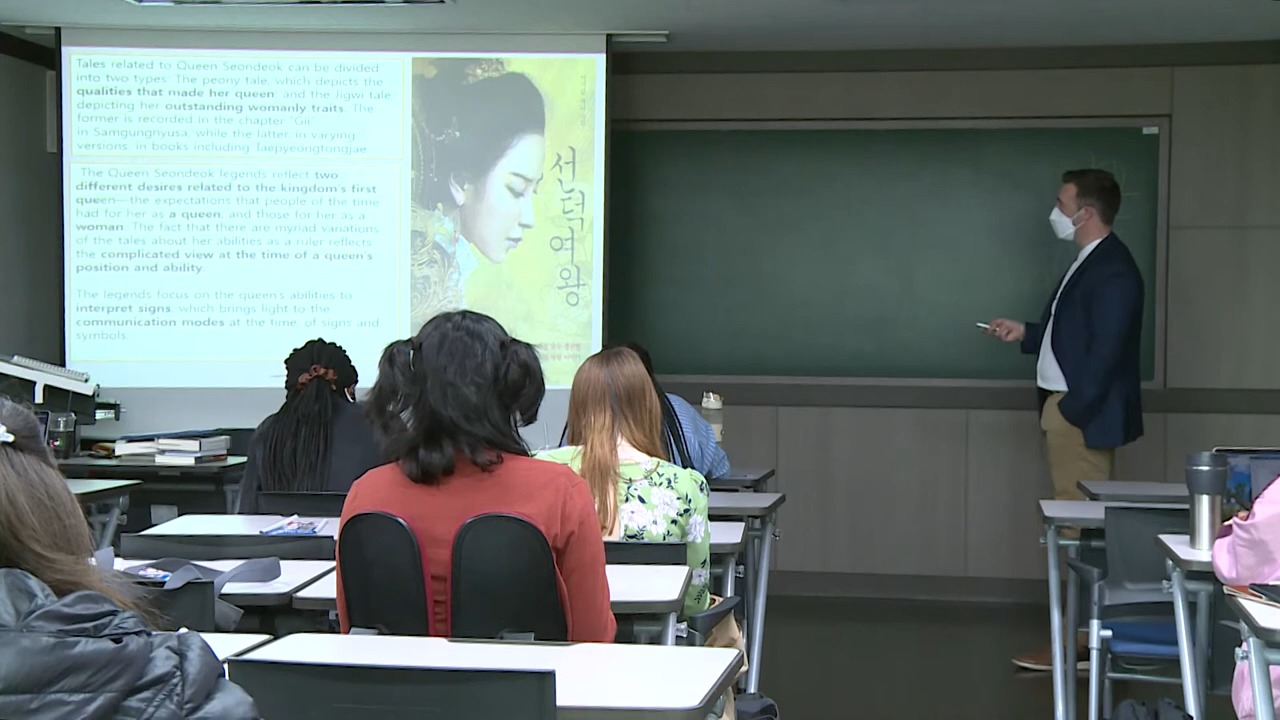 Tales related to Queen Seondeok can be divided
into two types: The peony tale, which depicts the
qualities that made her queen; and the Jigwi tale
depicting her outstanding womanly traits. The
former is recorded in the chapter "Gii"
in Samgungnyusa, while the latter, in varying
versions, in books including Taepyeongtongjae.
The Queen Seondeok legends reflect two
different desires related to the kingdom's first
queen—the expectations that people of the time
had for her as a queen, and those for her as a
woman. The fact that there are myriad variations
of the tales about her abilities as a ruler reflects
the complicated view at the time of a queen's
position and ability.
The legends focus on the queen's abilities to
interpret signs, which brings light to the
communication modes at the time: of signs and
symbols.
선덕여왕